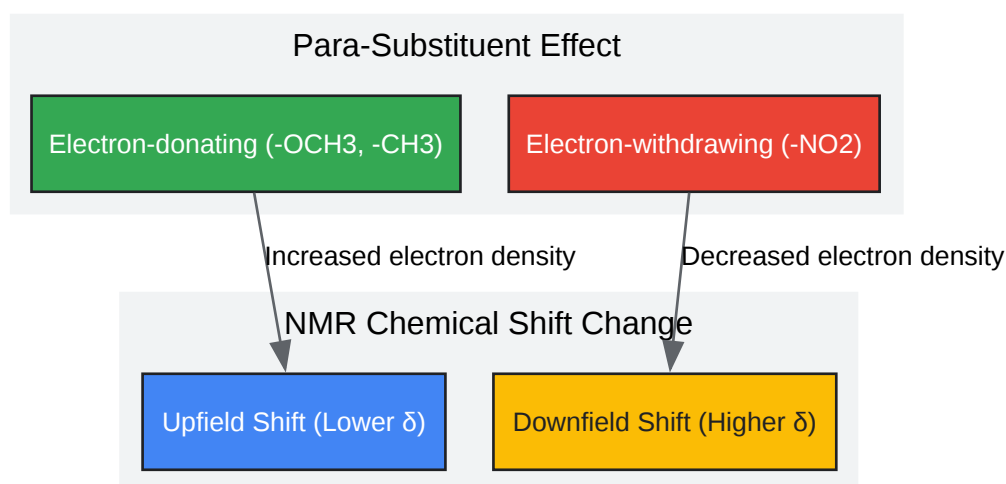 Para-Substituent Effect
Electron-donating (-OCH3, -CH3)
Electron-withdrawing (-NO2)
Increased electron density
Decreased electron density
NMR Chemical Shift Change
Upfield Shift (Lower δ)
Downfield Shift (Higher δ)